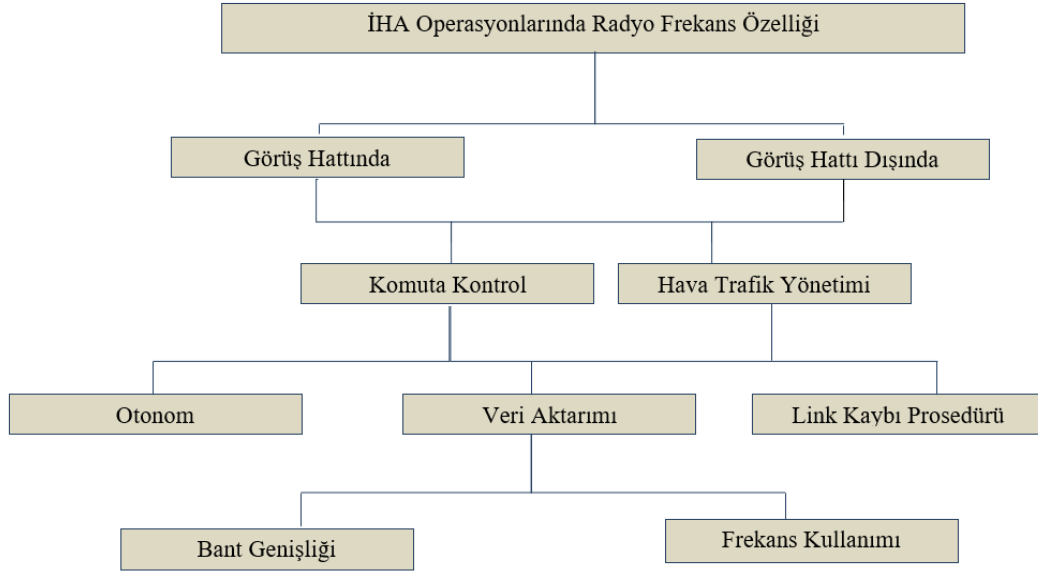 İHA Operasyonlarında Radyo Frekans Özelliği
Görüş Hattında
Görüş Hattı Dışında
Komuta Kontrol
Hava Trafik Yönetimi
Otonom
Veri Aktarımı
Link Kaybı Prosedürü
Bant Genişliği
Frekans Kullanımı